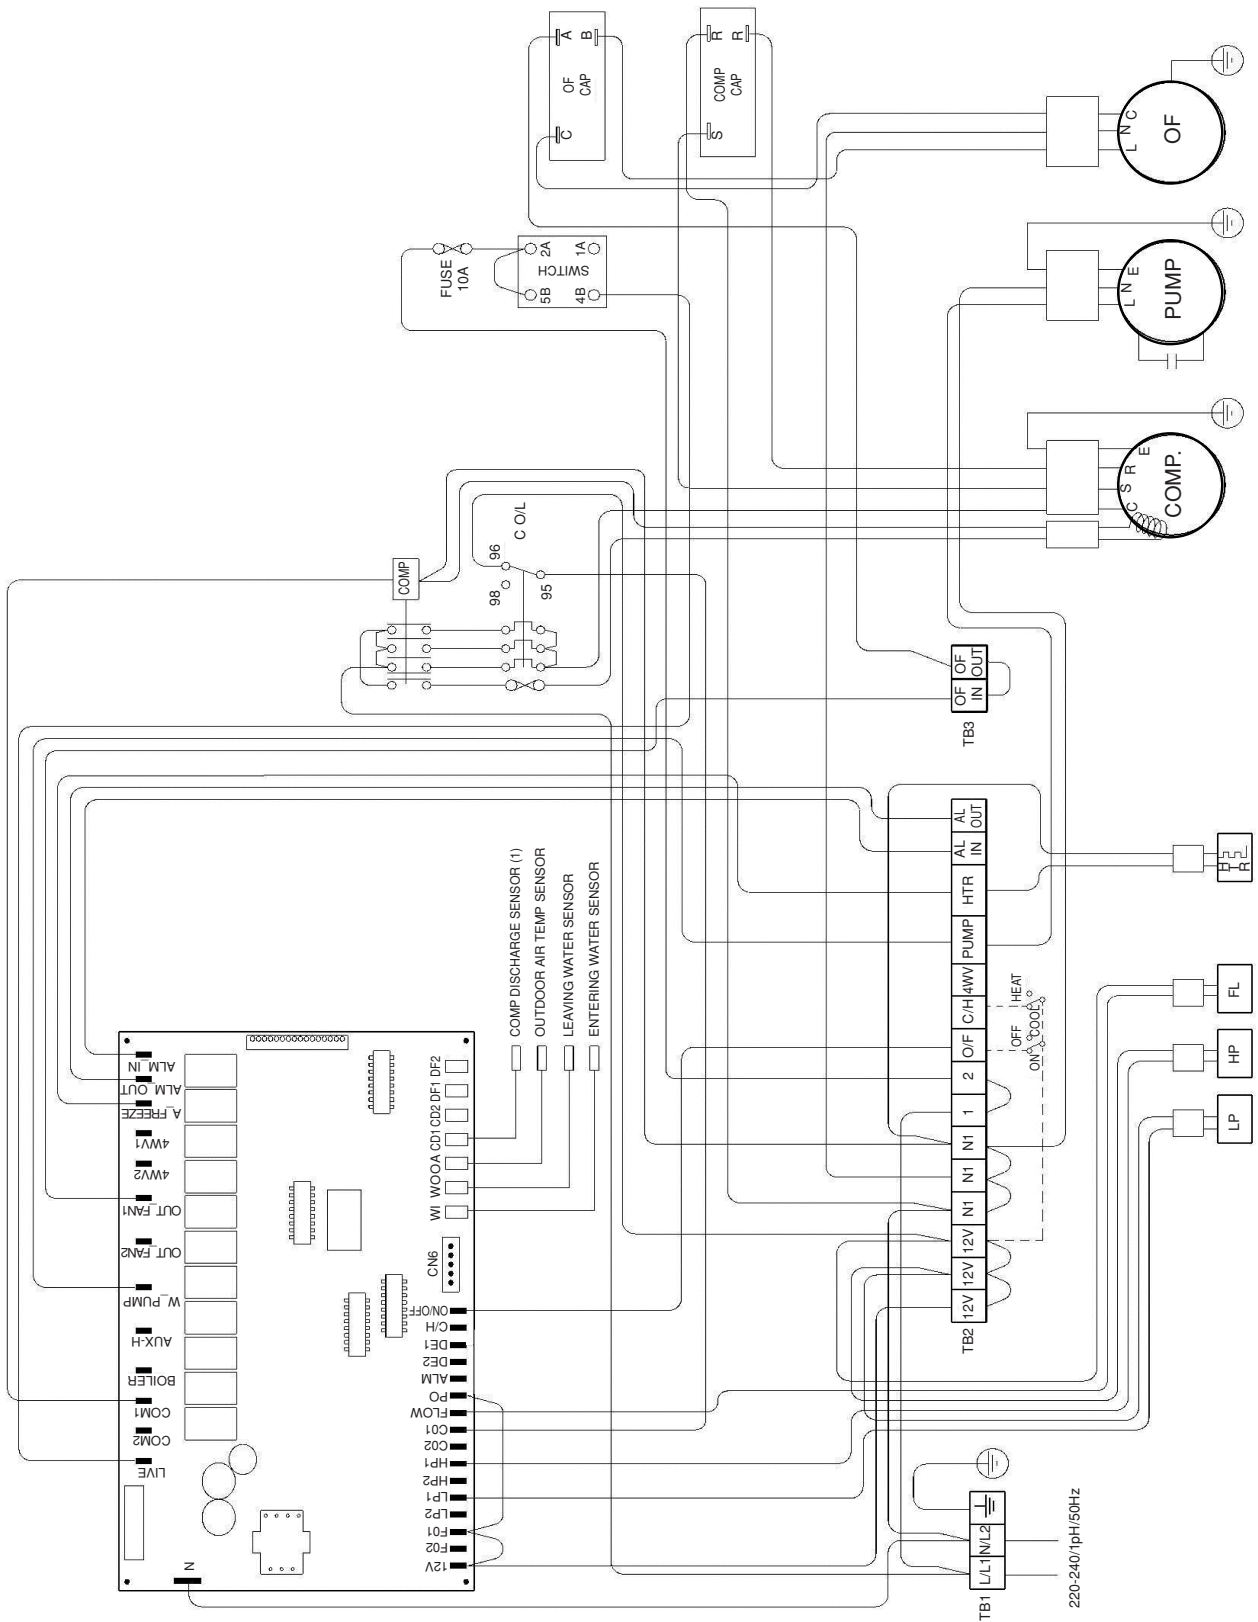 A
B
OF
CAP
C
R
R
COMP
CAP
S
FUSE
10A
2A
1A
SWITCH
5B
4B
L N C
OF
L N E
PUMP
C S R E
COMP.
COMP
98
96
95
C O/L
OF
IN
OF
OUT
TB3
COMP DISCHARGE SENSOR (1)
OUTDOOR AIR TEMP SENSOR
LEAVING WATER SENSOR
ENTERING WATER SENSOR
ALM_IN
ALM_OUT
A_FREEZE
4WV1
4WV2
OUT_FAN1
OUT_FAN2
W_PUMP
AUX-H
BOILER
COM1
COM2
LIVE
N
WI
WO
OA
CD1
CD2
DF1
DF2
CN6
ON/OFF
C/H
DE1
DE2
ALM
PO
FLOW
C01
C02
HP1
HP2
LP1
LP2
F01
F02
12V
TB2
12V
12V
12V
N1
N1
N1
1
2
O/F
C/H
4WV
PUMP
HTR
AL
IN
AL
OUT
ON
OFF
COOL
HEAT
HTR
FL
HP
LP
TB1
L/L1
N/L2
220-240/1pH/50Hz